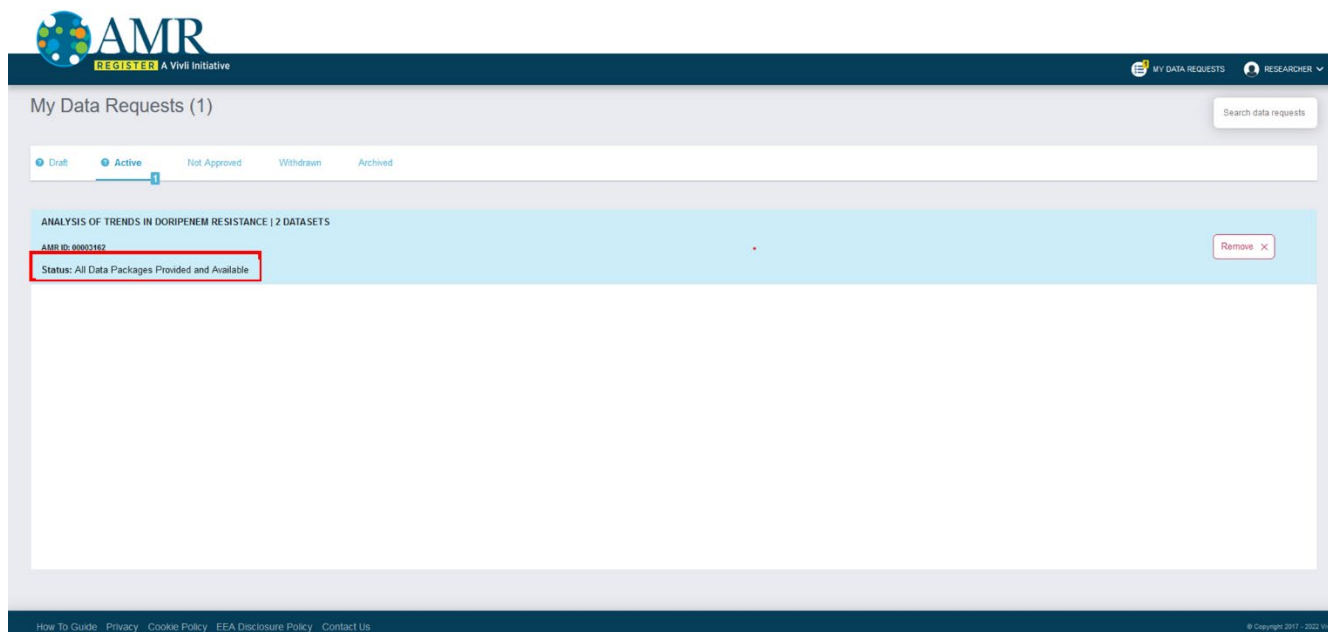 AMR
REGISTER A Vivli Initiative
1
MY DATA REQUESTS RESEARCHER
My Data Requests (1)
Search data requests
? Draft ? Active Not Approved Withdrawn Archived
1
ANALYSIS OF TRENDS IN DORIPENEM RESISTANCE | 2 DATASETS
AMR ID: 00003162
Remove ×
Status: All Data Packages Provided and Available
How To Guide Privacy Cookie Policy EEA Disclosure Policy Contact Us
© Copyright 2017 - 2022 Vi